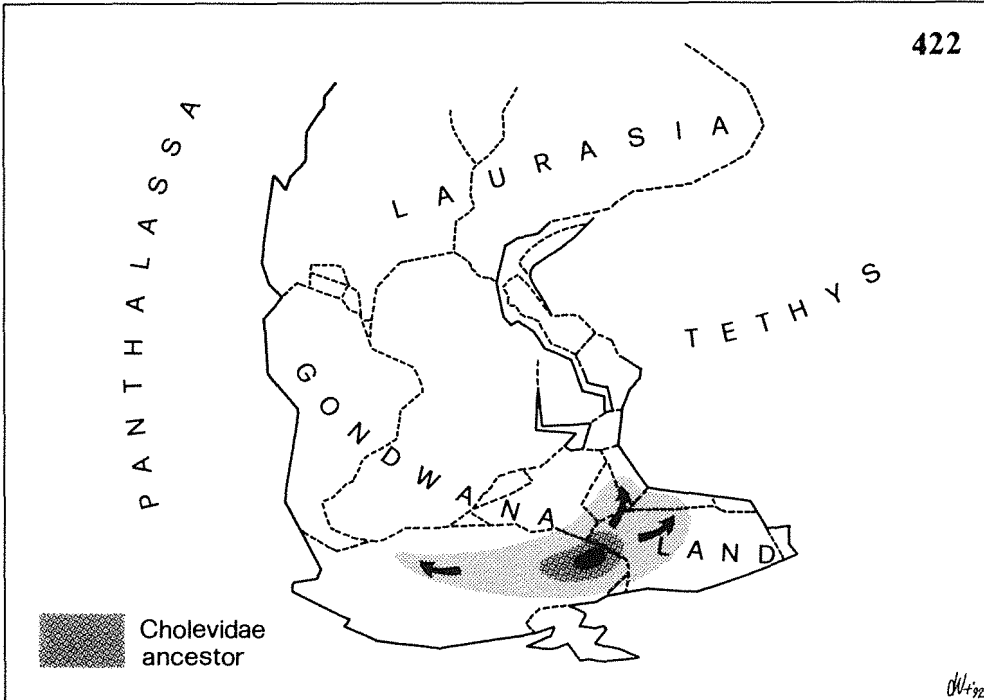 422
PANTHALASSA
LAURASIA
TETHYS
GONDWANA LAND
Cholevidae
ancestor